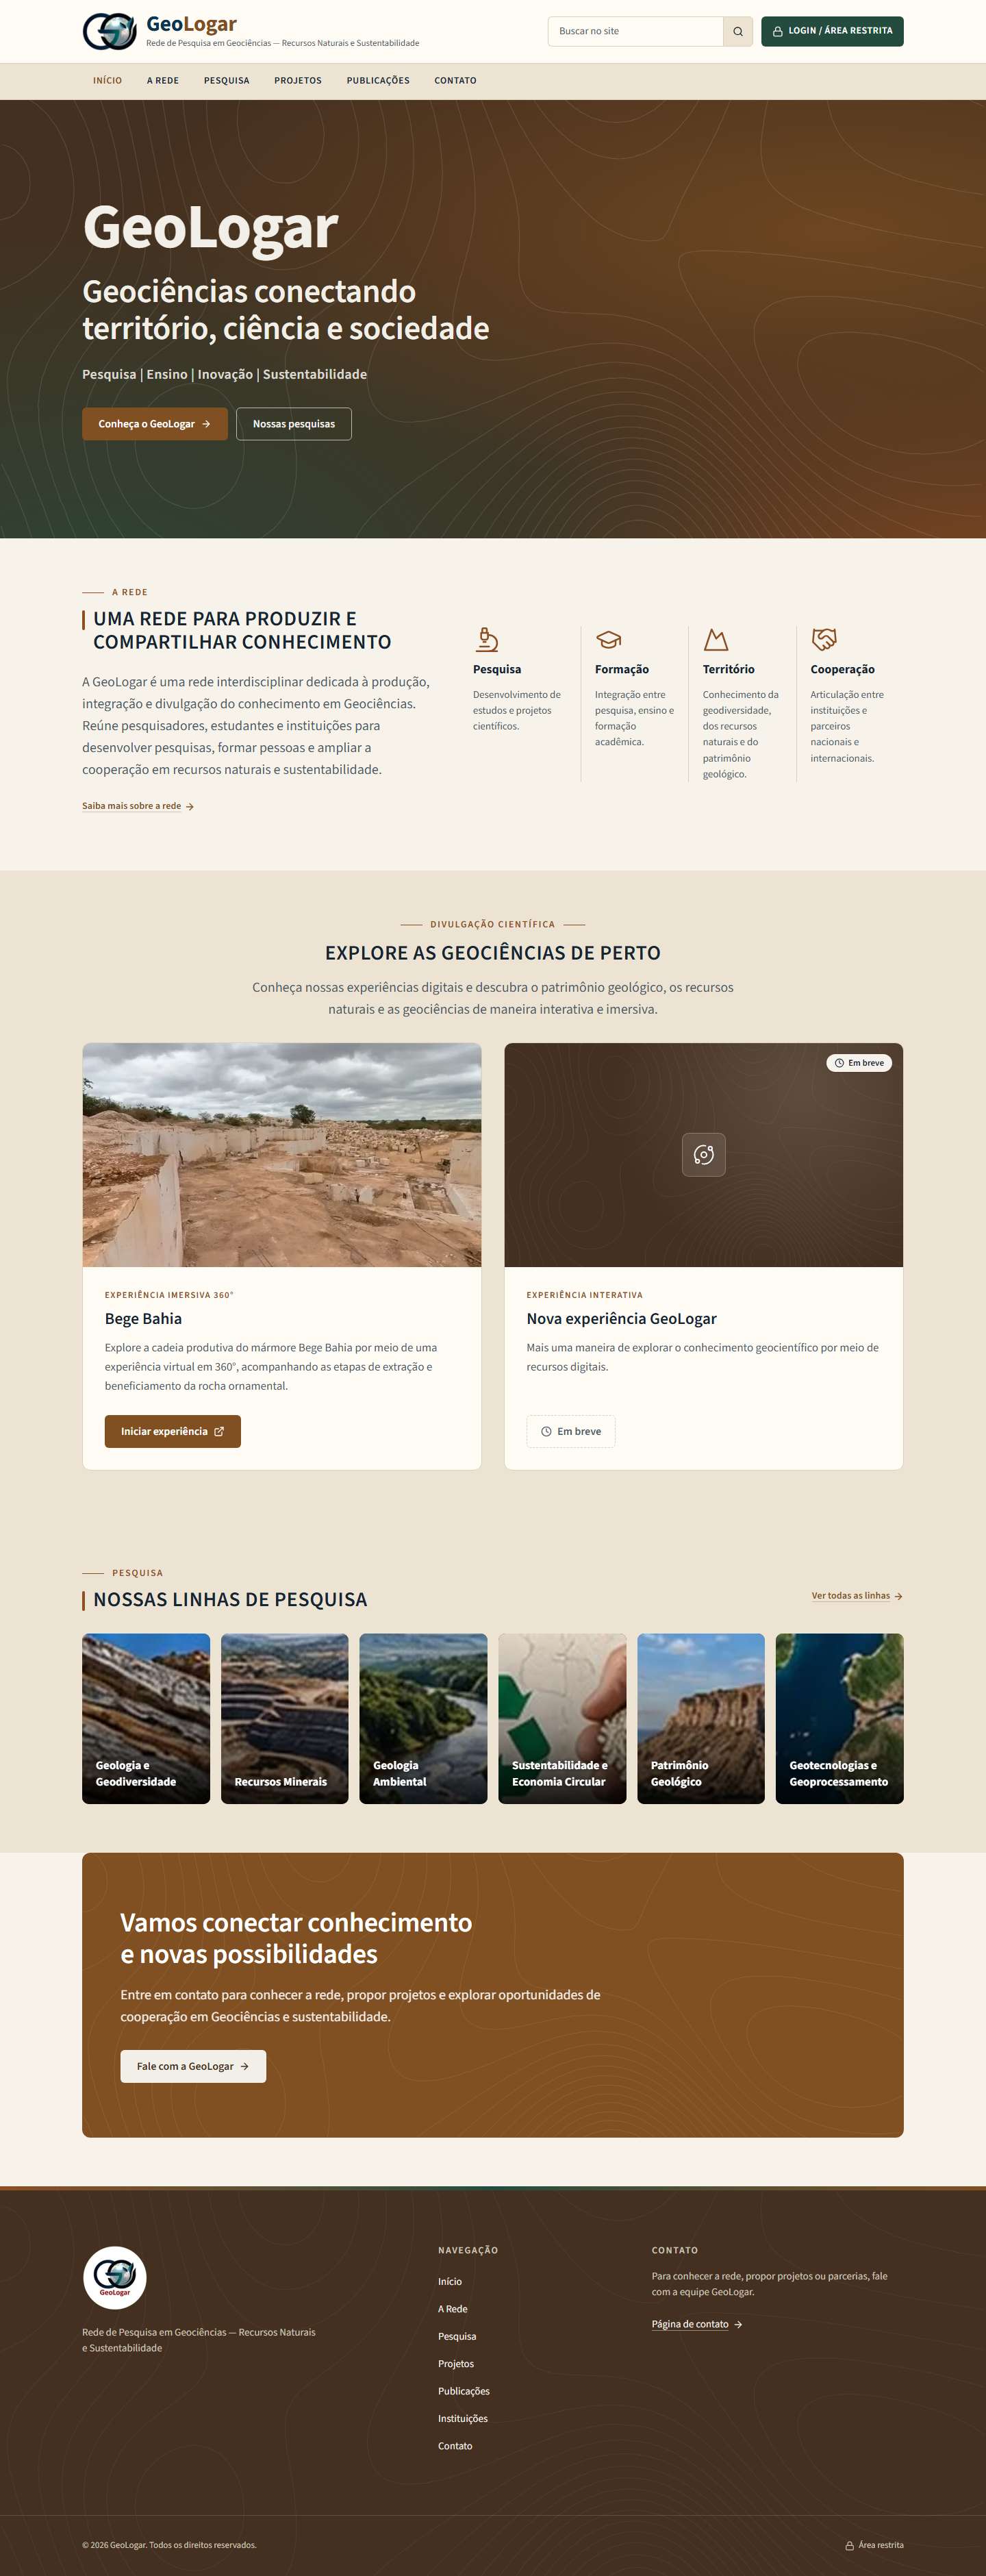 GeoLogar
Rede de Pesquisa em Geociências — Recursos Naturais e Sustentabilidade
Buscar no site
LOGIN / ÁREA RESTRITA
INÍCIO
A REDE
PESQUISA
PROJETOS
PUBLICAÇÕES
CONTATO
GeoLogar
Geociências conectando
território, ciência e sociedade
Pesquisa | Ensino | Inovação | Sustentabilidade
Conheça o GeoLogar
Nossas pesquisas
A REDE
UMA REDE PARA PRODUZIR E
COMPARTILHAR CONHECIMENTO
A GeoLogar é uma rede interdisciplinar dedicada à produção,
integração e divulgação do conhecimento em Geociências.
Reúne pesquisadores, estudantes e instituições para
desenvolver pesquisas, formar pessoas e ampliar a
cooperação em recursos naturais e sustentabilidade.
Saiba mais sobre a rede
Pesquisa
Desenvolvimento de
estudos e projetos
científicos.
Formação
Integração entre
pesquisa, ensino e
formação
acadêmica.
Território
Conhecimento da
geodiversidade,
dos recursos
naturais e do
patrimônio
geológico.
Cooperação
Articulação entre
instituições e
parceiros
nacionais e
internacionais.
DIVULGAÇÃO CIENTÍFICA
EXPLORE AS GEOCIÊNCIAS DE PERTO
Conheça nossas experiências digitais e descubra o patrimônio geológico, os recursos
naturais e as geociências de maneira interativa e imersiva.
EXPERIÊNCIA IMERSIVA 360°
Bege Bahia
Explore a cadeia produtiva do mármore Bege Bahia por meio de uma
experiência virtual em 360°, acompanhando as etapas de extração e
beneficiamento da rocha ornamental.
Iniciar experiência
Em breve
EXPERIÊNCIA INTERATIVA
Nova experiência GeoLogar
Mais uma maneira de explorar o conhecimento geocientífico por meio de
recursos digitais.
Em breve
PESQUISA
NOSSAS LINHAS DE PESQUISA
Ver todas as linhas
Geologia e
Geodiversidade
Recursos Minerais
Geologia
Ambiental
Sustentabilidade e
Economia Circular
Patrimônio
Geológico
Geotecnologias e
Geoprocessamento
Vamos conectar conhecimento
e novas possibilidades
Entre em contato para conhecer a rede, propor projetos e explorar oportunidades de
cooperação em Geociências e sustentabilidade.
Fale com a GeoLogar
GeoLogar
Rede de Pesquisa em Geociências — Recursos Naturais
e Sustentabilidade
NAVEGAÇÃO
Início
A Rede
Pesquisa
Projetos
Publicações
Instituições
Contato
CONTATO
Para conhecer a rede, propor projetos ou parcerias, fale
com a equipe GeoLogar.
Página de contato
© 2026 GeoLogar. Todos os direitos reservados.
Área restrita